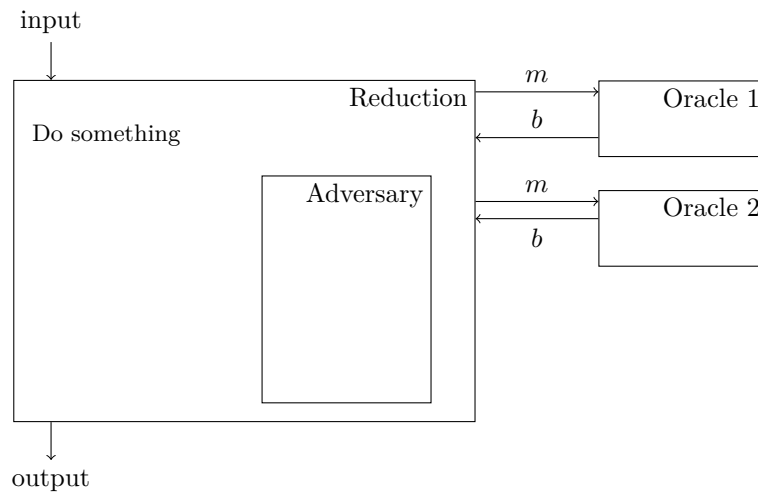 input
Reduction
Do something
Adversary
m
b
m
b
Oracle 1
Oracle 2
output